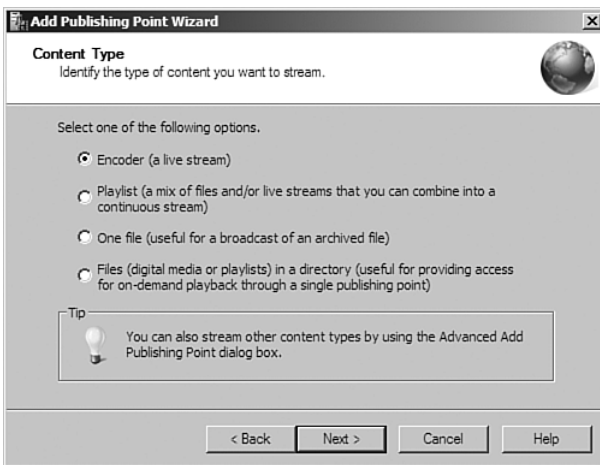 Add Publishing Point Wizard
Content Type
Identify the type of content you want to stream.
Select one of the following options.
Encoder (a live stream)
Playlist (a mix of files and/or live streams that you can combine into a
continuous stream)
One file (useful for a broadcast of an archived file)
Files (digital media or playlists) in a directory (useful for providing access
for on-demand playback through a single publishing point)
Tip
You can also stream other content types by using the Advanced Add
Publishing Point dialog box.
< Back
Next >
Cancel
Help